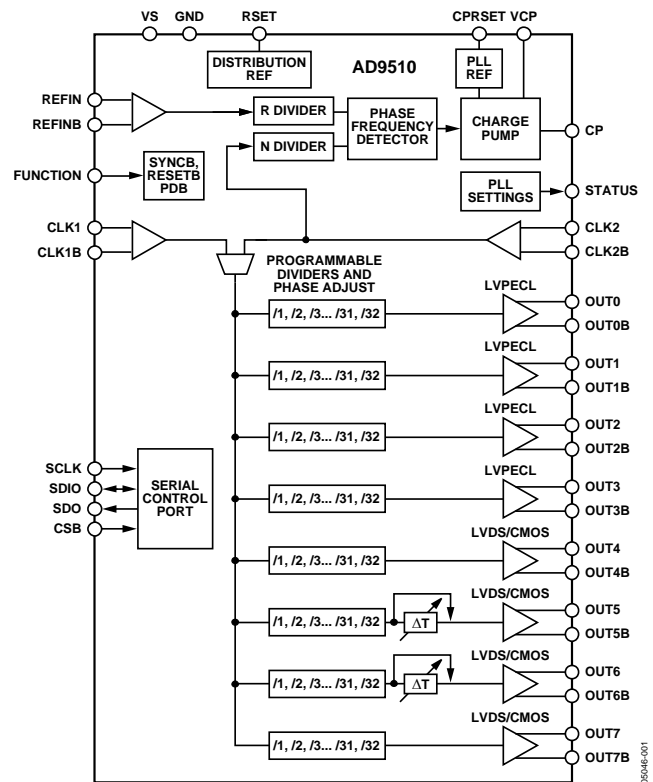 VS
GND
RSET
CPRSET
VCP
DISTRIBUTION
REF
AD9510
PLL
REF
REFIN
REFINB
R DIVIDER
N DIVIDER
PHASE
FREQUENCY
DETECTOR
CHARGE
PUMP
CP
FUNCTION
SYNCB,
RESETB
PDB
PLL
SETTINGS
STATUS
CLK1
CLK1B
CLK2
CLK2B
PROGRAMMABLE
DIVIDERS AND
PHASE ADJUST
LVPECL
/1, /2, /3... /31, /32
OUT0
OUT0B
LVPECL
/1, /2, /3... /31, /32
OUT1
OUT1B
LVPECL
/1, /2, /3... /31, /32
OUT2
OUT2B
SCLK
SDIO
SDO
CSB
SERIAL
CONTROL
PORT
LVPECL
/1, /2, /3... /31, /32
OUT3
OUT3B
LVDS/CMOS
/1, /2, /3... /31, /32
OUT4
OUT4B
LVDS/CMOS
/1, /2, /3... /31, /32
ΔT
OUT5
OUT5B
LVDS/CMOS
/1, /2, /3... /31, /32
ΔT
OUT6
OUT6B
LVDS/CMOS
/1, /2, /3... /31, /32
OUT7
OUT7B
05046-001